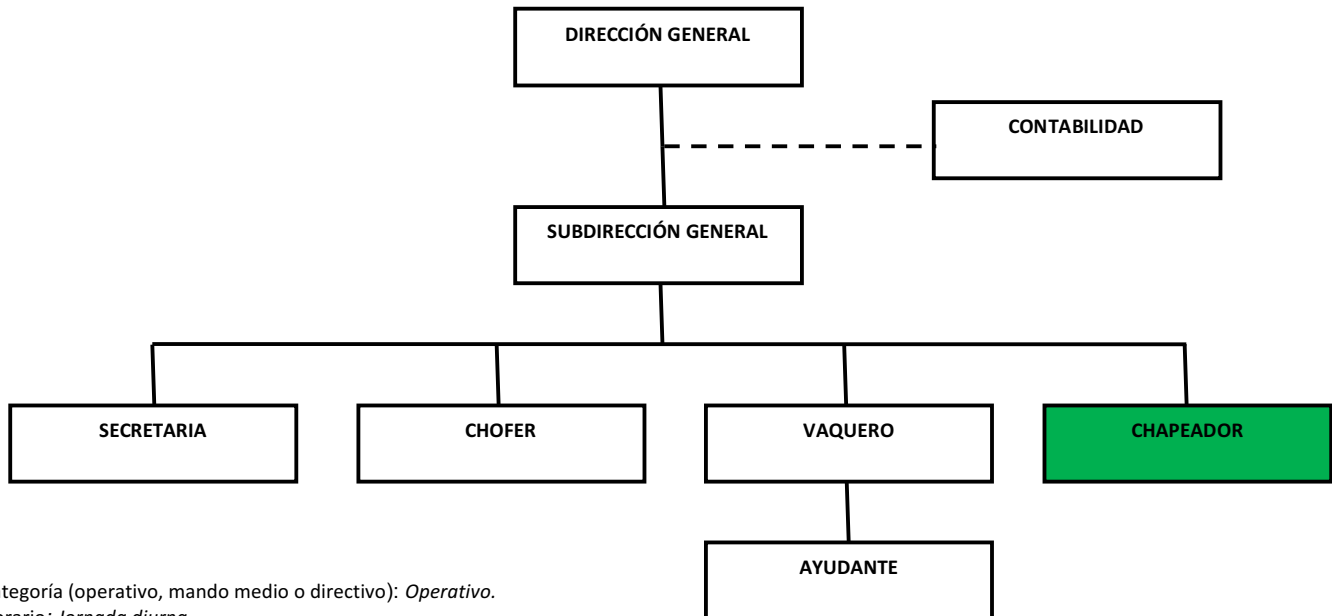 DIRECCIÓN GENERAL
CONTABILIDAD
SUBDIRECCIÓN GENERAL
SECRETARIA
CHOFER
VAQUERO
CHAPEADOR
AYUDANTE
tegoría (operativo, mando medio o directivo): Operativo.